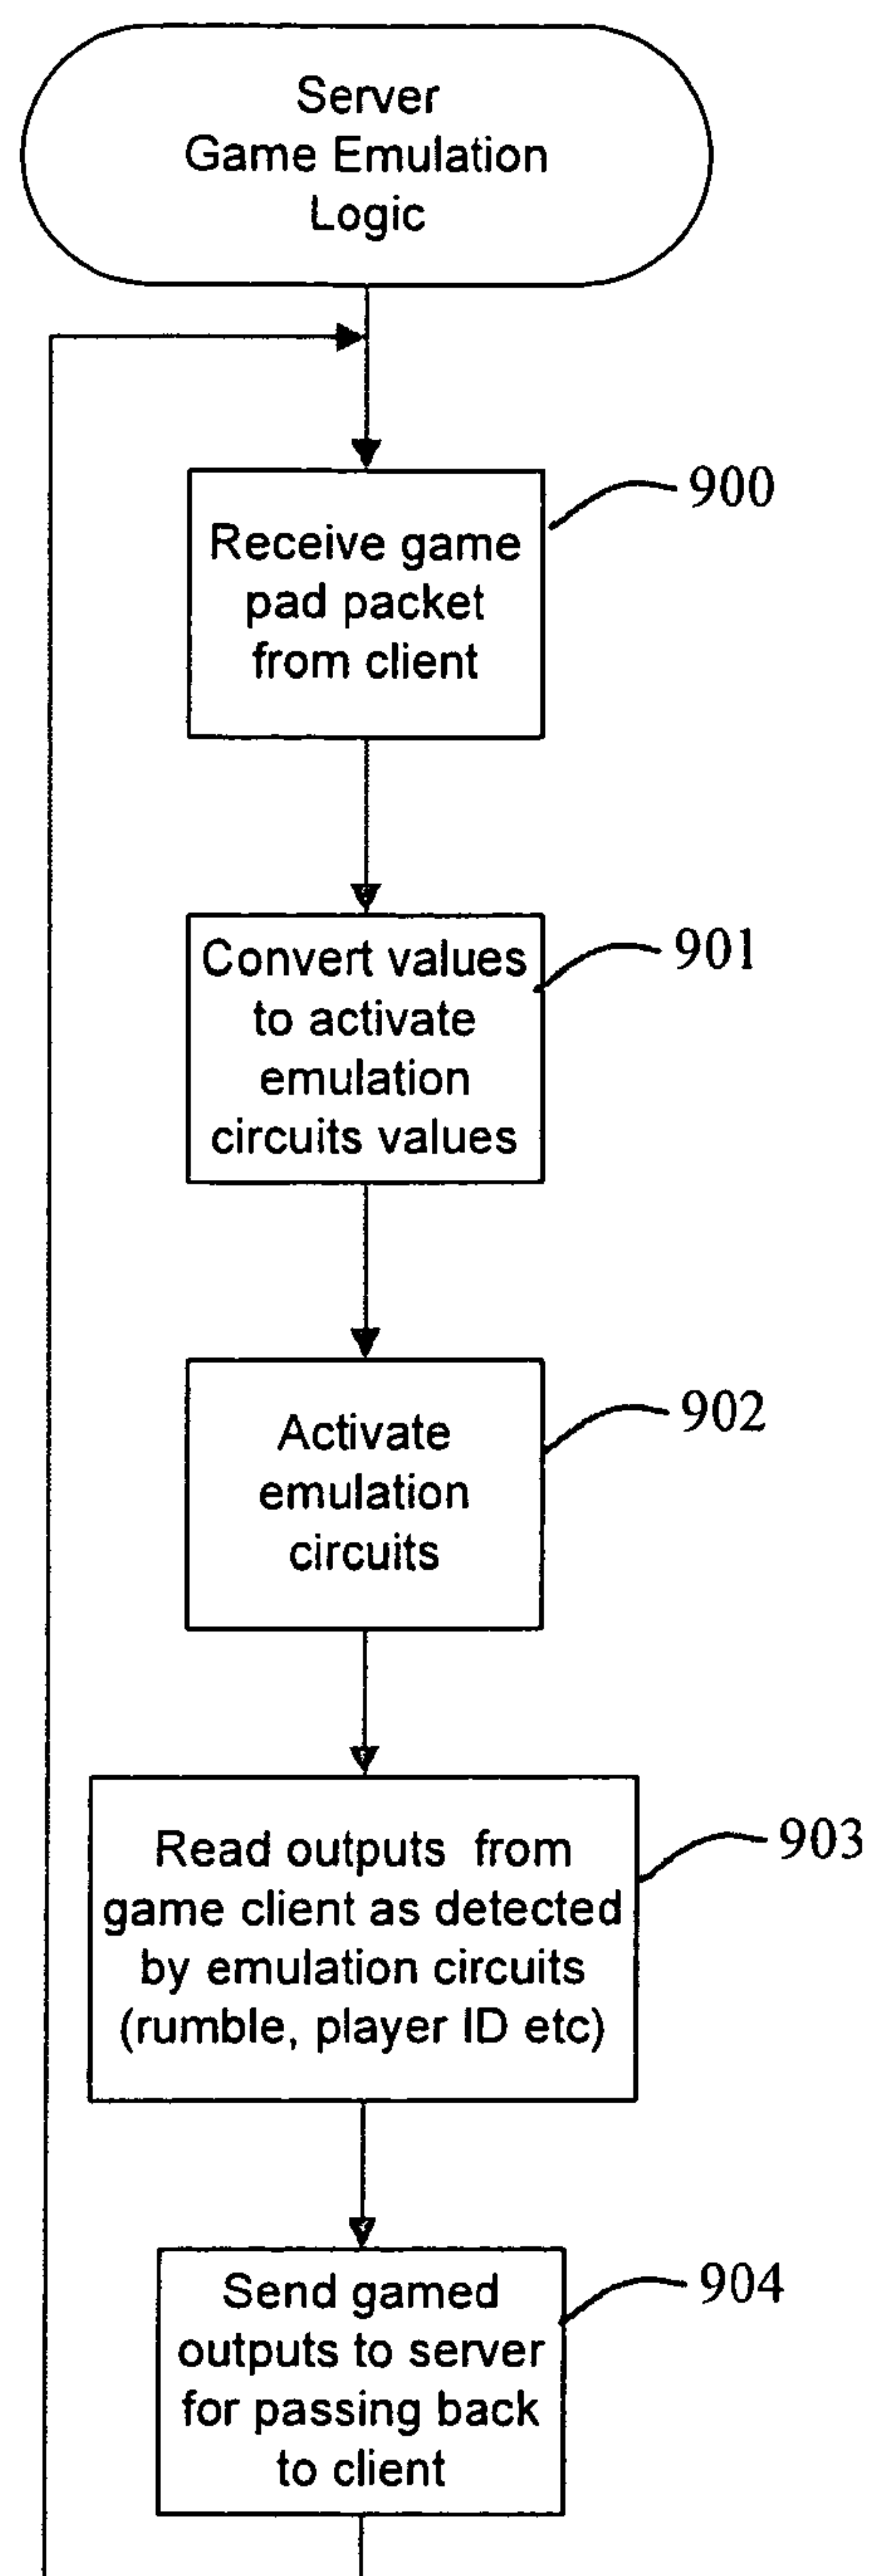 Server
Game Emulation
Logic
900
Receive game
pad packet
from client
901
Convert values
to activate
emulation
circuits values
902
Activate
emulation
circuits
903
Read outputs from
game client as detected
by emulation circuits
(rumble, player ID etc)
904
Send gamed
outputs to server
for passing back
to client